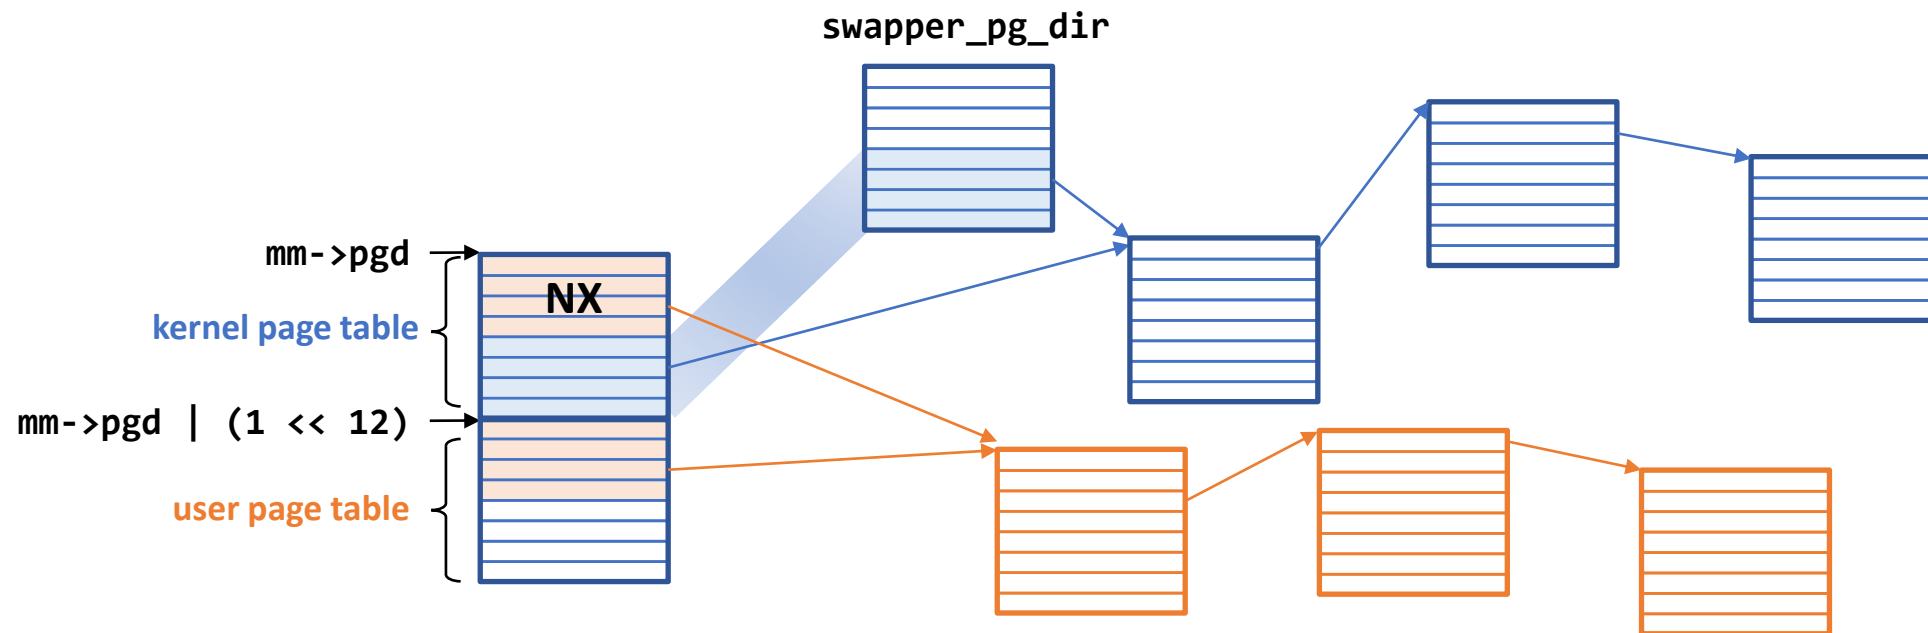 swapper_pg_dir
mm->pgd
NX
kernel page table
mm->pgd | (1 << 12)
user page table